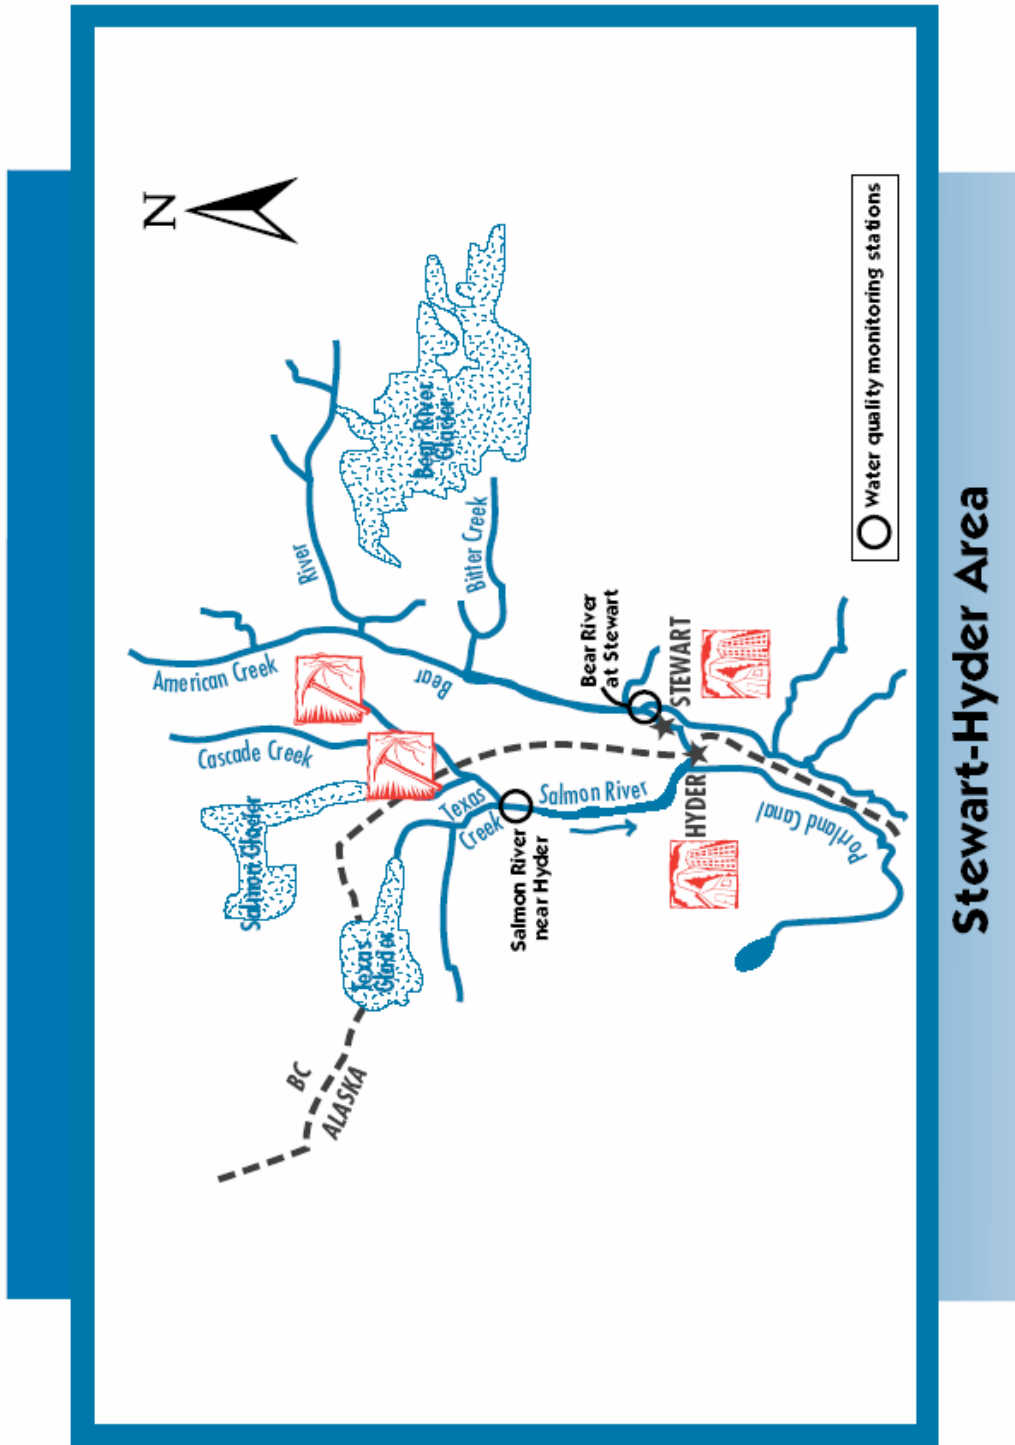 Stewart-Hyder Area
N
BC
ALASKA
Salmon Glacier
Texas
Glacier
Cascade Creek
American Creek
River
Bear River
Glacier
Bear
Bitter Creek
Texas
Creek
Salmon River
near Hyder
Salmon River
Bear River
at Stewart
STEWART
HYDER
Portland Canal
Water quality monitoring stations